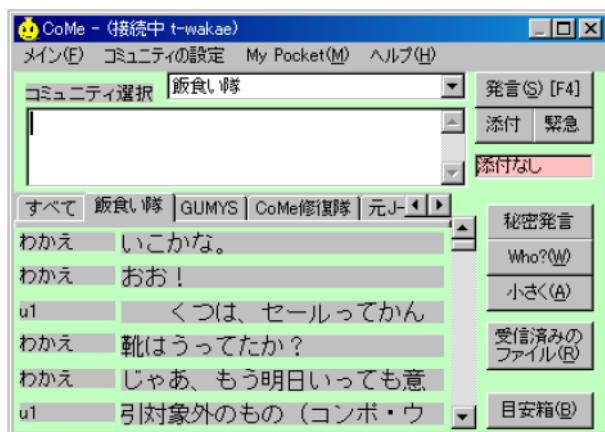 CoMe - (接続中 t-wakae)
メイン(F) コミュニティの設定 My Pocket(M) ヘルプ(H)
コミュニティ選択 飯食い隊
発言(S) [F4]
添付 緊急
添付なし
すべて 飯食い隊 GUMYS CoMe修復隊 元J-
わかえ いこかな。
わかえ おお！
u1 くつは、セールってかん
わかえ 靴はうってたか？
わかえ じゃあ、もう明日いっても意
u1 引対象外のもの（コンポ・ウ
秘密発言
Who?(W)
小さく(A)
受信済みの
ファイル(R)
目安箱(B)